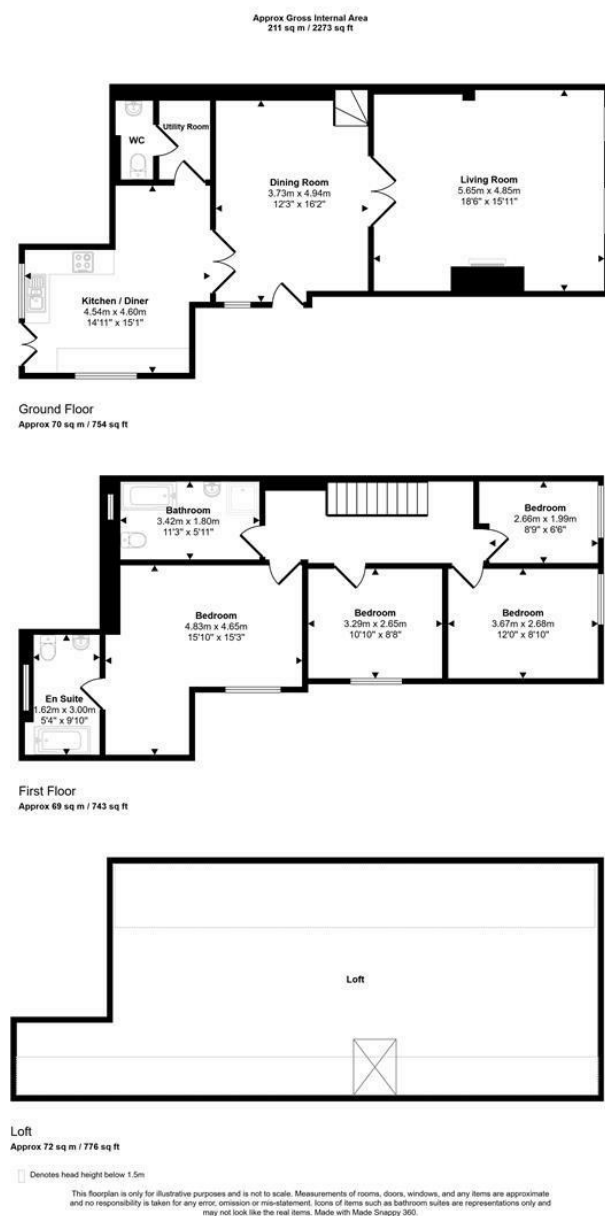 Approx Gross Internal Area
211 sq m / 2273 sq ft
WC
Utility Room
Dining Room
3.73m x 4.94m
12'3" x 16'2"
Living Room
5.65m x 4.85m
18'6" x 15'11"
Kitchen / Diner
4.54m x 4.60m
14'11" x 15'1"
Ground Floor
Approx 70 sq m / 754 sq ft
Bathroom
3.42m x 1.80m
11'3" x 5'11"
Bedroom
2.66m x 1.99m
8'9" x 6'6"
Bedroom
4.83m x 4.65m
15'10" x 15'3"
Bedroom
3.29m x 2.65m
10'10" x 8'8"
Bedroom
3.67m x 2.68m
12'0" x 8'10"
En Suite
1.62m x 3.00m
5'4" x 9'10"
First Floor
Approx 69 sq m / 743 sq ft
Loft
Loft
Approx 72 sq m / 776 sq ft
Denotes head height below 1.5m
This floorplan is only for illustrative purposes and is not to scale. Measurements of rooms, doors, windows, and any items are approximate
and no responsibility is taken for any error, omission or mis-statement. Icons of items such as bathroom suites are representations only and
may not look like the real items. Made with Made Snappy 360.